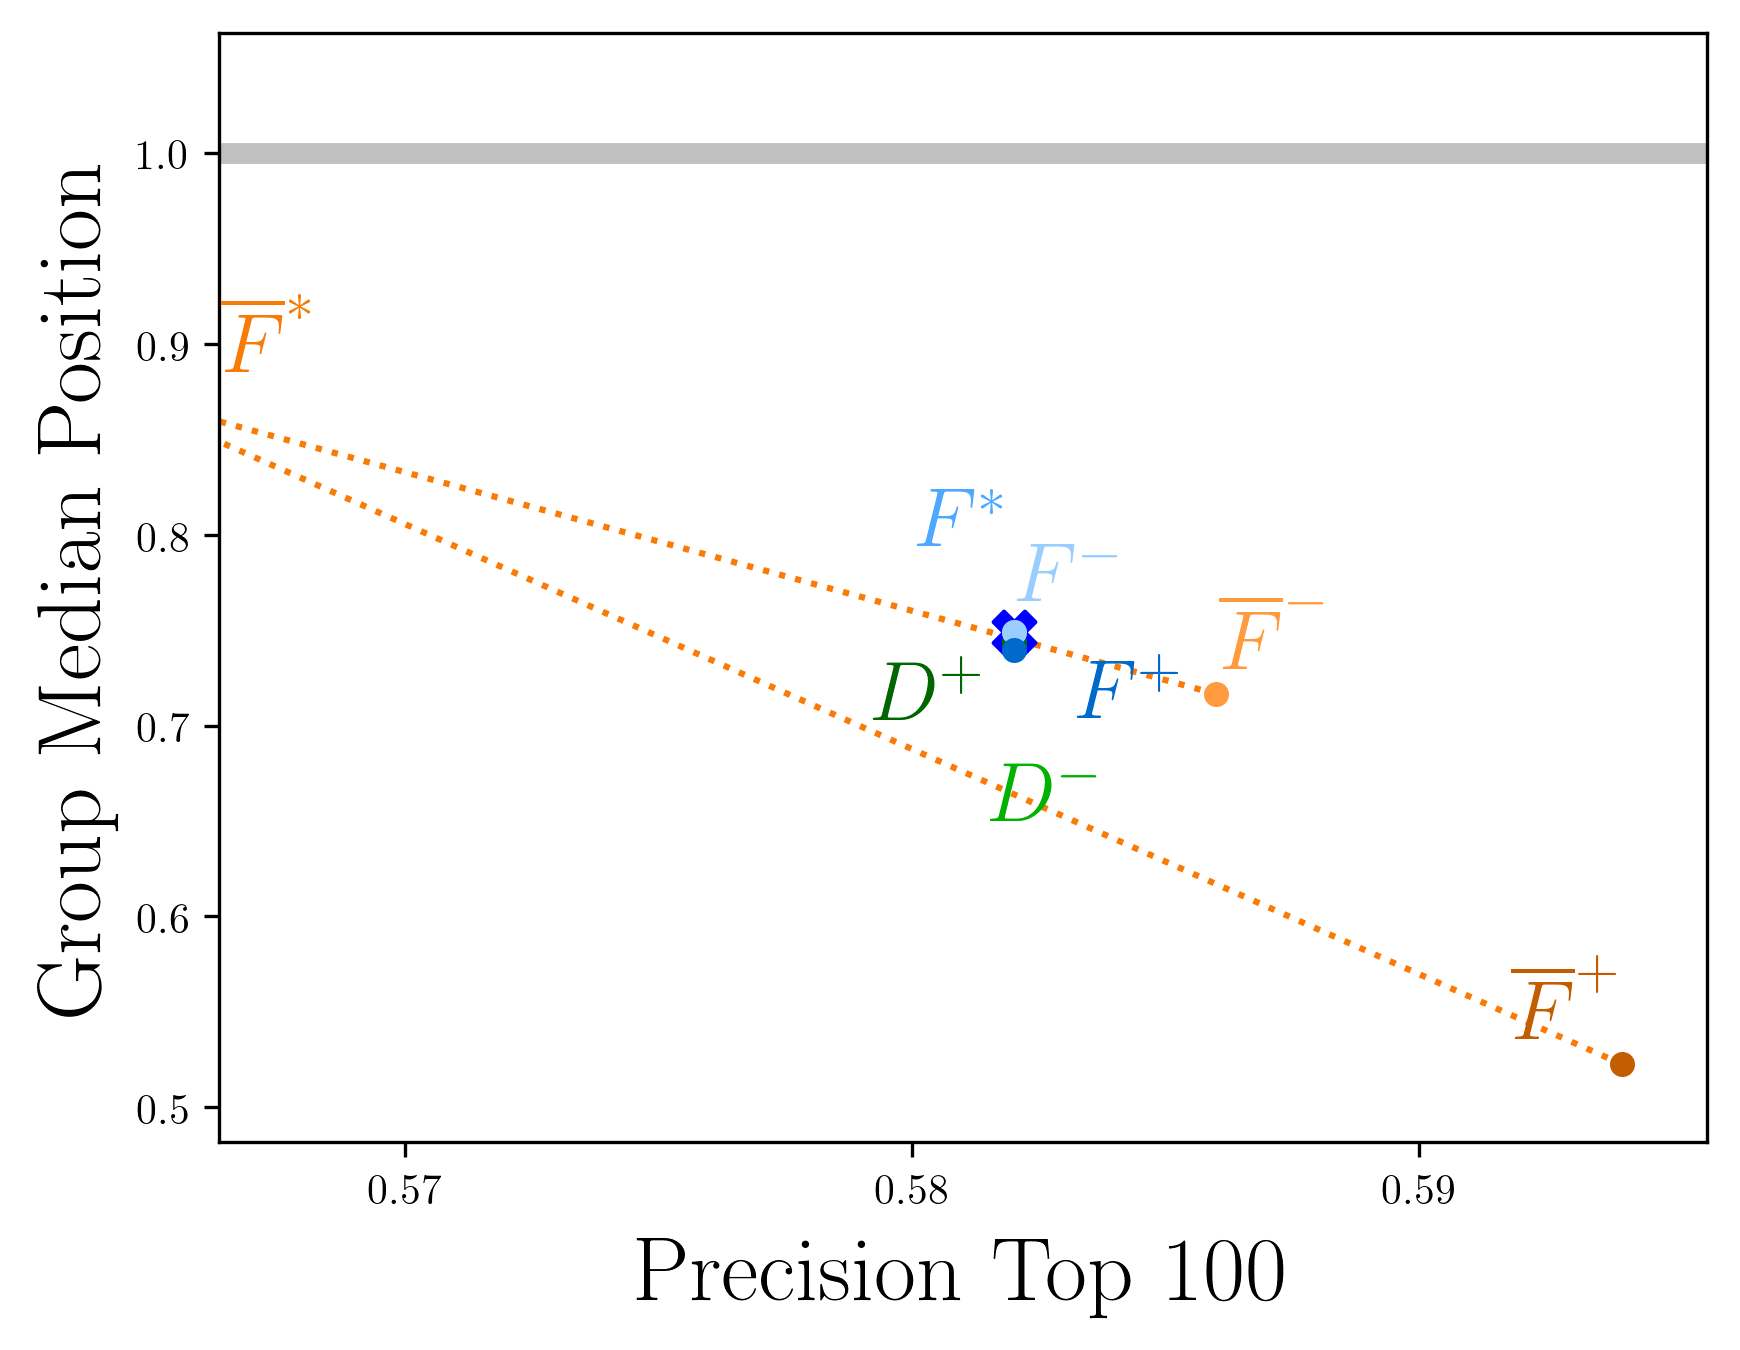 Group Median Position
1.0
0.9
0.8
0.7
0.6
0.5
F̅*
F*
F⁻
F̅⁻
D⁺
F⁺
D⁻
F̅⁺
0.57 0.58 0.59
Precision Top 100